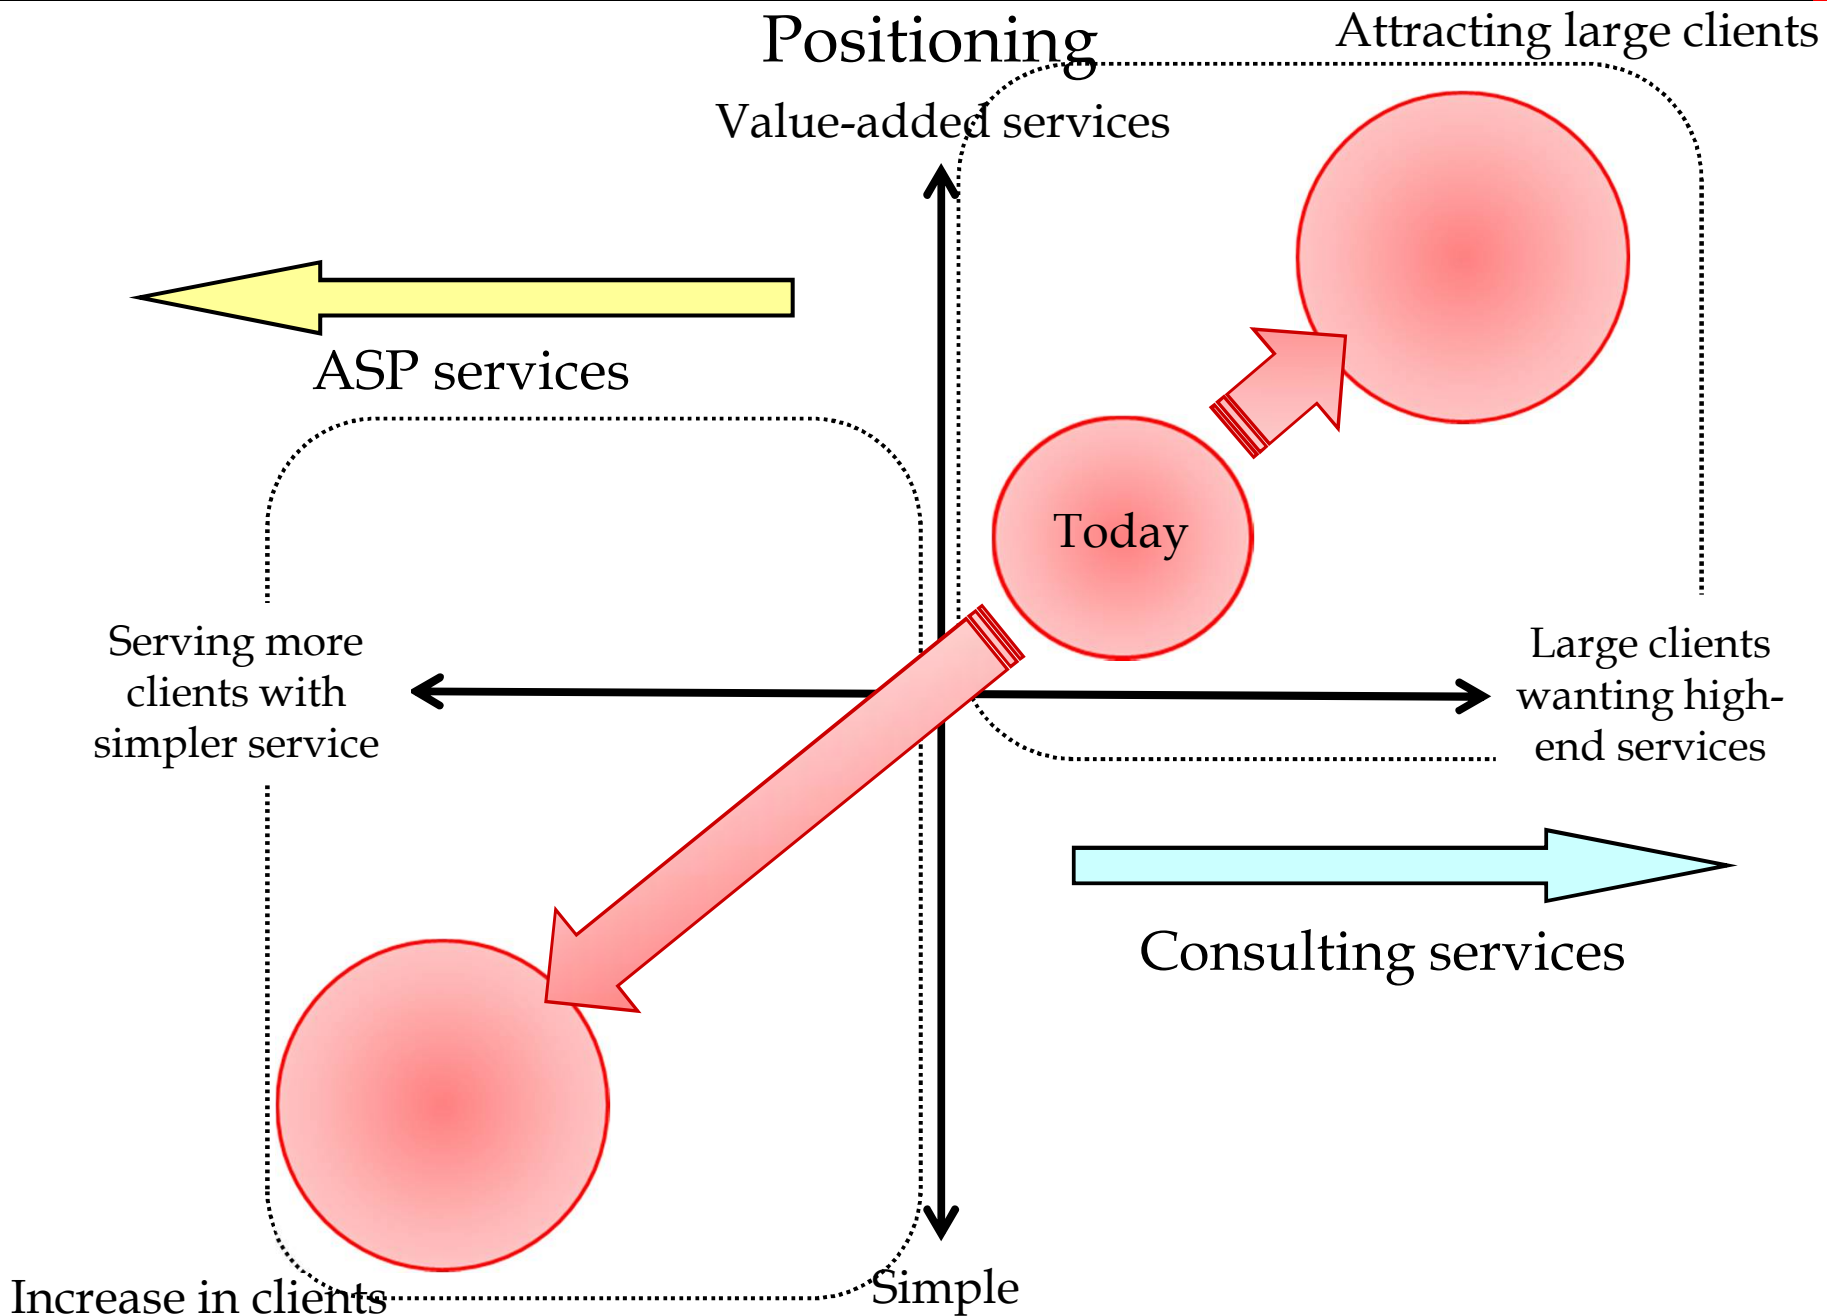 Positioning
Attracting large clients
Value-added services
ASP services
Today
Serving more
clients with
simpler service
Large clients
wanting high-
end services
Consulting services
Increase in clients
Simple